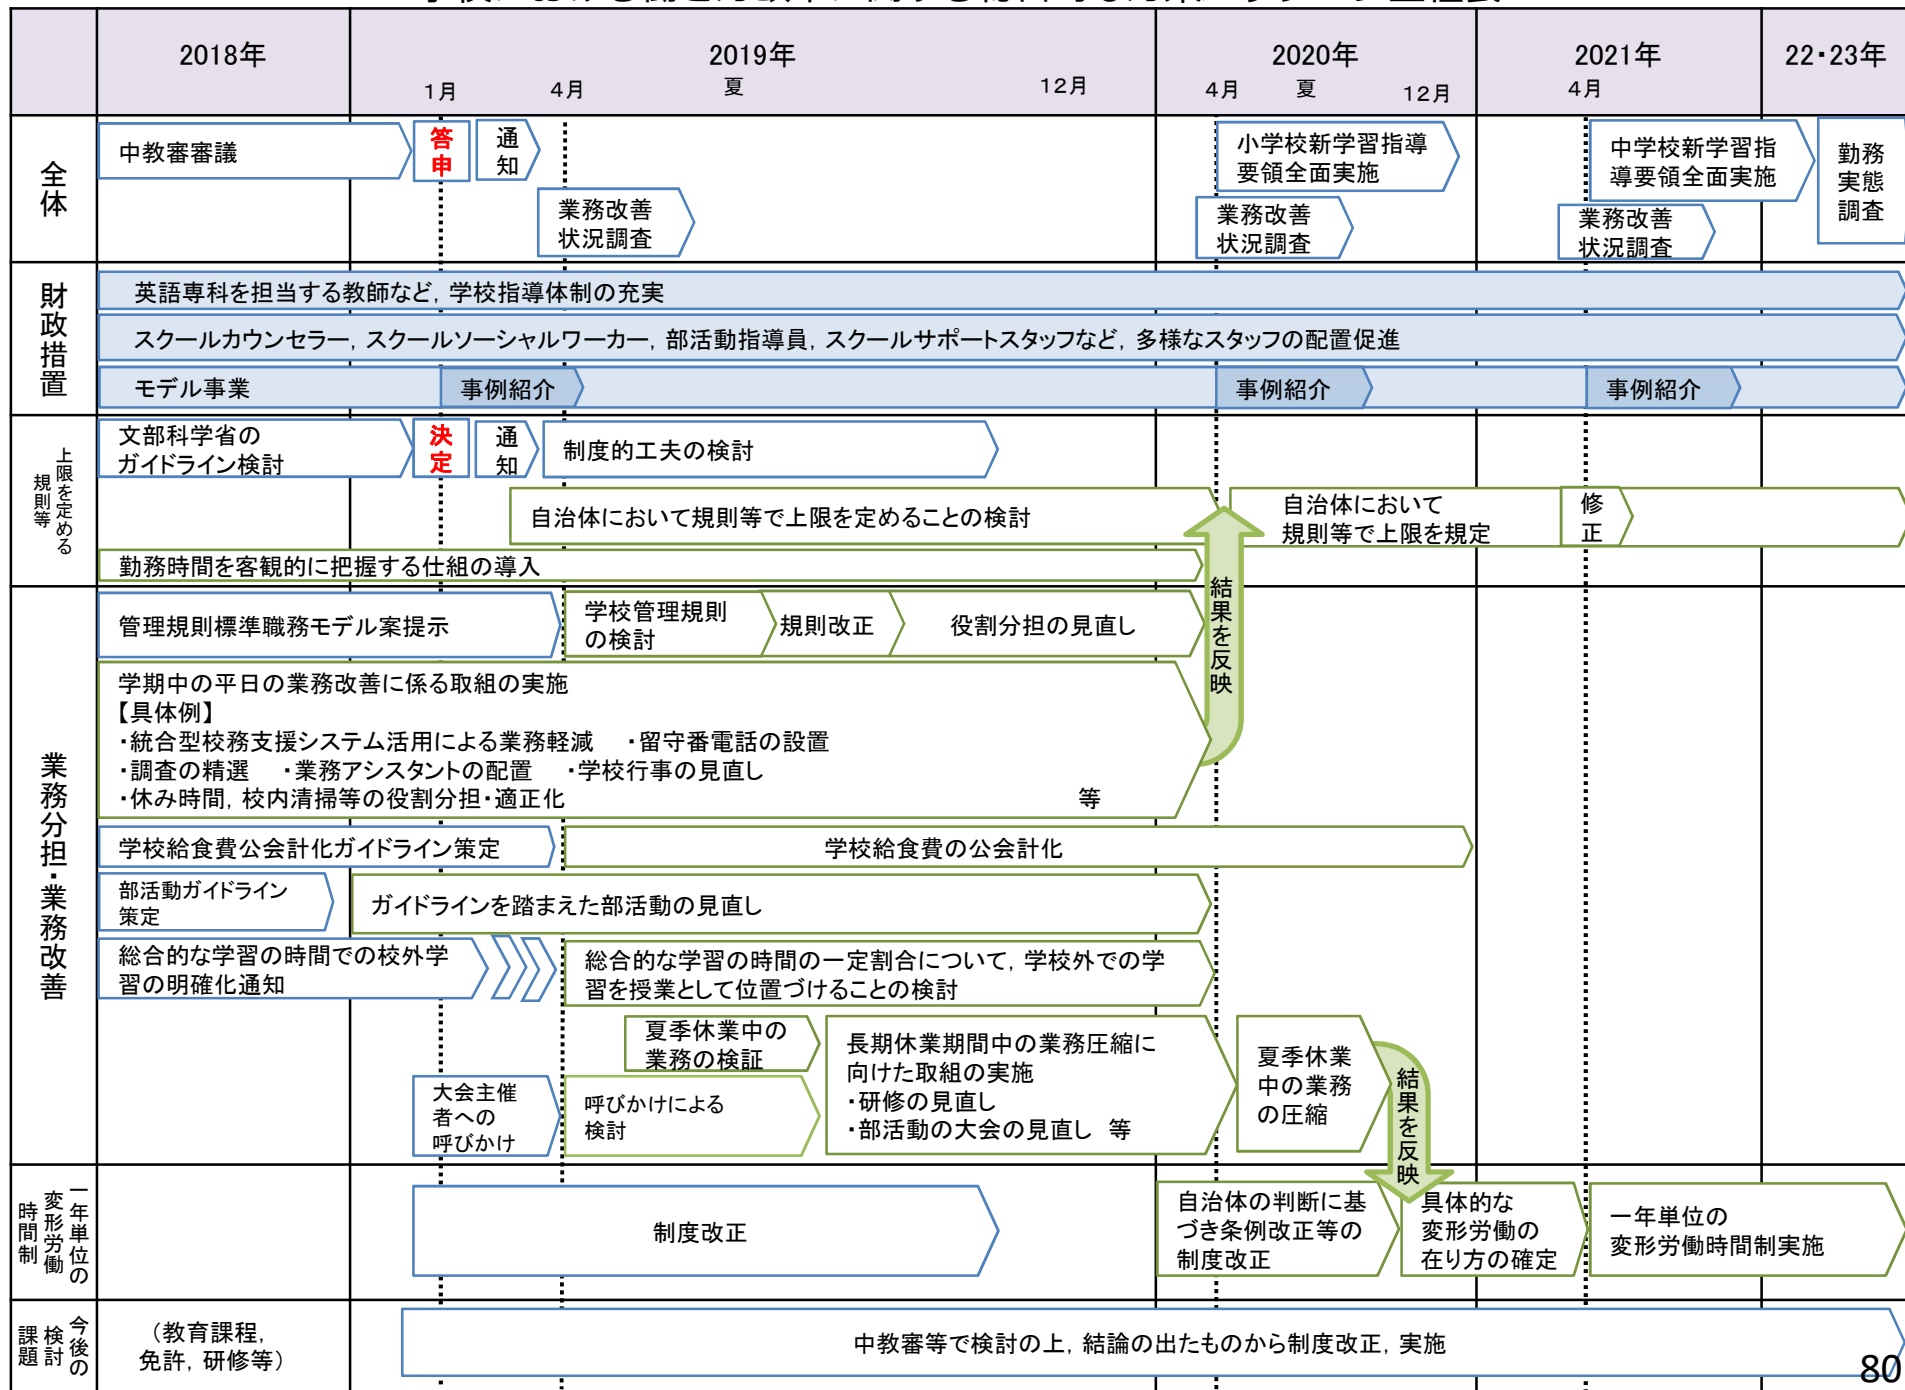 2018年
2019年
2020年
2021年
22・23年
1月
4月
夏
12月
4月
夏
12月
4月
全体
中教審審議
答申
通知
業務改善
状況調査
小学校新学習指導
要領全面実施
業務改善
状況調査
中学校新学習指
導要領全面実施
業務改善
状況調査
勤務
実態
調査
財政措置
英語専科を担当する教師など，学校指導体制の充実
スクールカウンセラー，スクールソーシャルワーカー，部活動指導員，スクールサポートスタッフなど，多様なスタッフの配置促進
モデル事業
事例紹介
事例紹介
事例紹介
上限を定める
規則等
文部科学省の
ガイドライン検討
決定
通知
制度的工夫の検討
自治体において規則等で上限を定めることの検討
自治体において
規則等で上限を規定
修正
勤務時間を客観的に把握する仕組の導入
業務分担・業務改善
管理規則標準職務モデル案提示
学校管理規則
の検討
規則改正
役割分担の見直し
結果を反映
学期中の平日の業務改善に係る取組の実施
【具体例】
・統合型校務支援システム活用による業務軽減　・留守番電話の設置
・調査の精選　・業務アシスタントの配置　・学校行事の見直し
・休み時間，校内清掃等の役割分担・適正化　等
学校給食費公会計化ガイドライン策定
学校給食費の公会計化
部活動ガイドライン
策定
ガイドラインを踏まえた部活動の見直し
総合的な学習の時間での校外学
習の明確化通知
総合的な学習の時間の一定割合について，学校外での学
習を授業として位置づけることの検討
夏季休業中の
業務の検証
長期休業期間中の業務圧縮に
向けた取組の実施
・研修の見直し
・部活動の大会の見直し　等
夏季休業
中の業務
の圧縮
結果を反映
大会主催
者への
呼びかけ
呼びかけによる
検討
一年単位の
変形労働
時間制
制度改正
自治体の判断に基
づき条例改正等の
制度改正
具体的な
変形労働の
在り方の確定
一年単位の
変形労働時間制実施
今後の
検討
課題
（教育課程，
免許，研修等）
中教審等で検討の上，結論の出たものから制度改正，実施
80